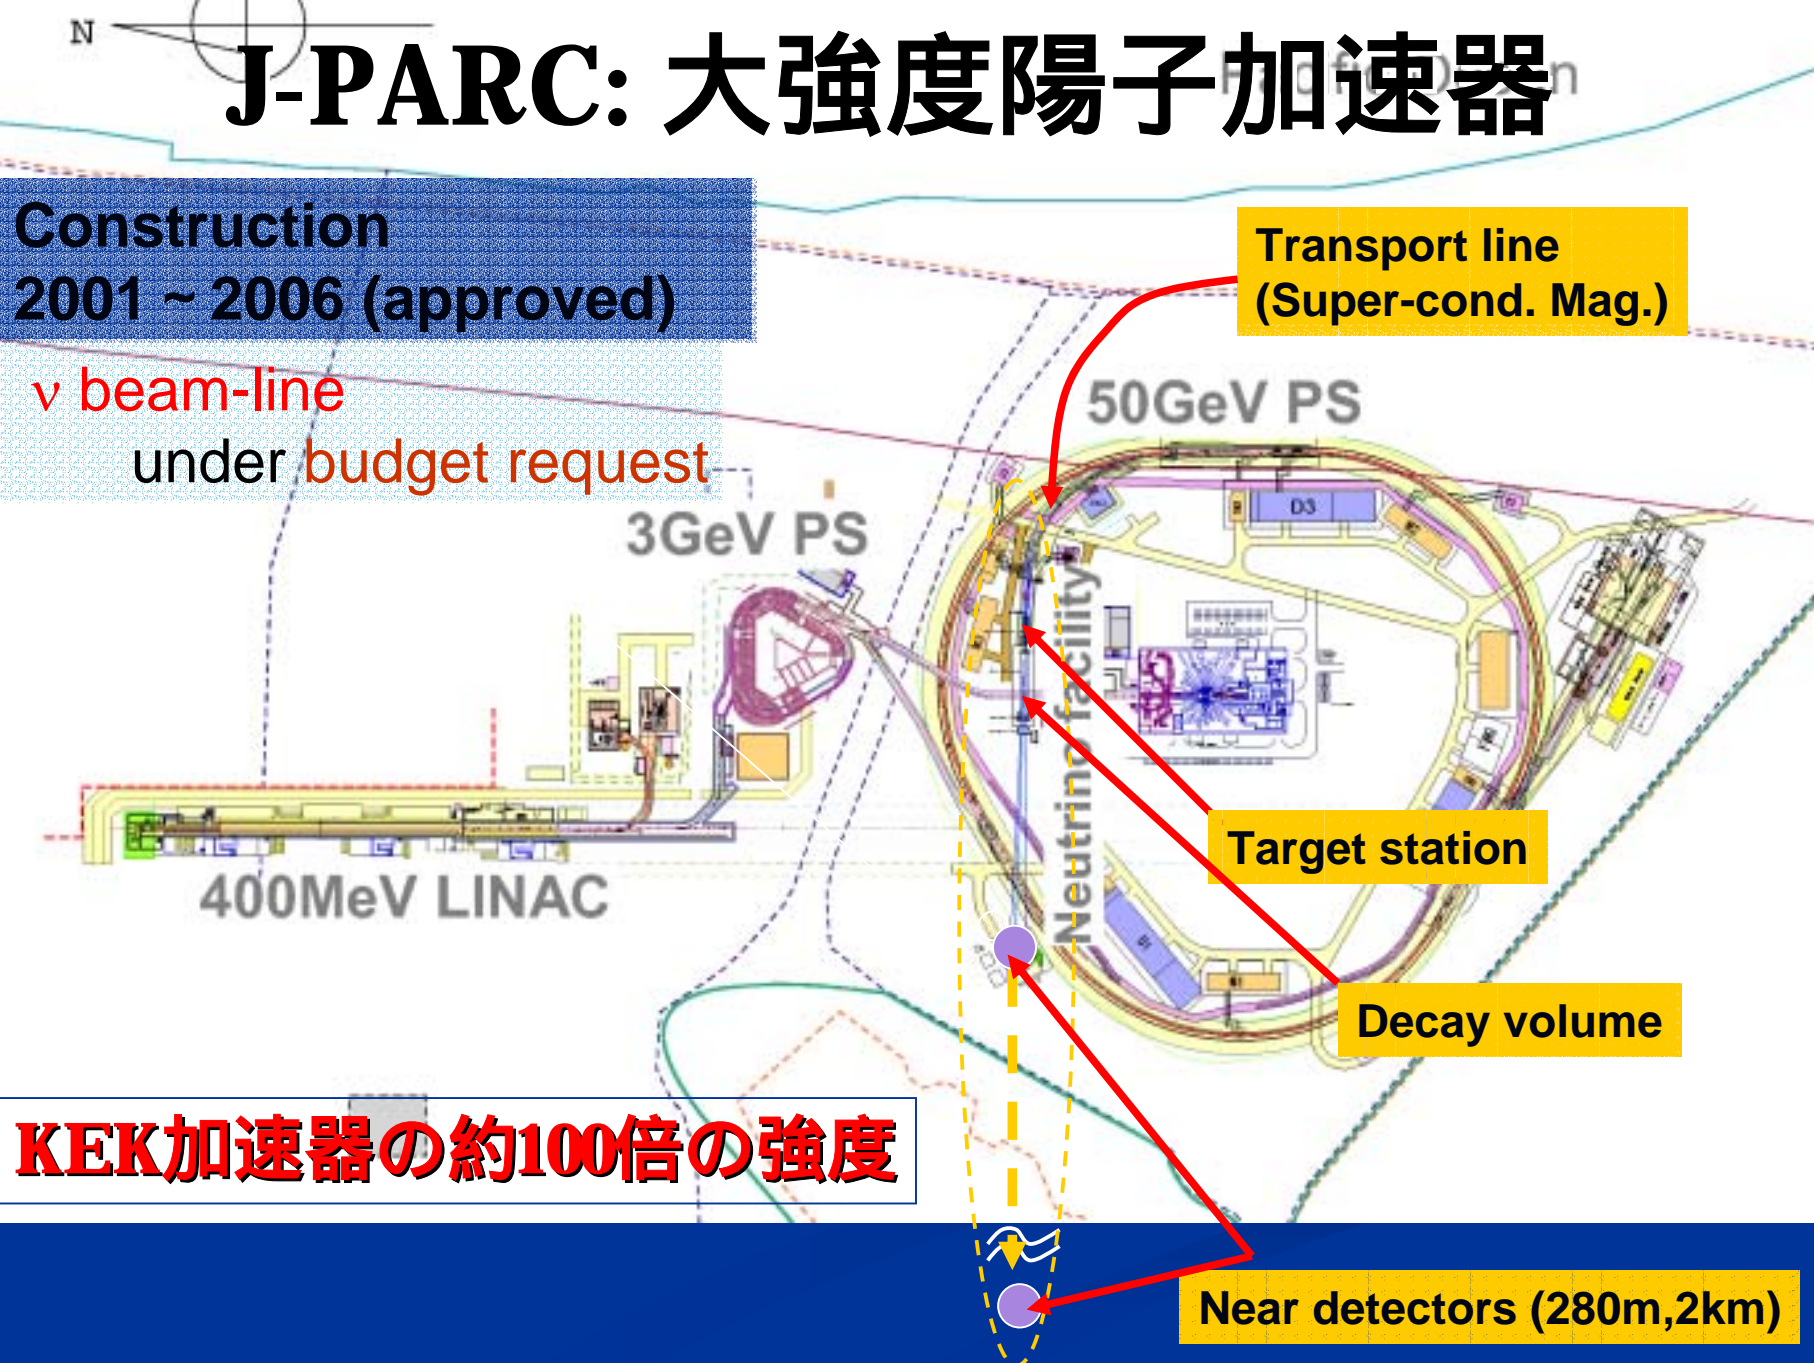 N
J-PARC: 大強度陽子加速器
Construction
2001 ~ 2006 (approved)
ν beam-line
under budget request
Transport line
(Super-cond. Mag.)
50GeV PS
3GeV PS
D3
Neutrino facility
400MeV LINAC
Target station
Decay volume
KEK加速器の約100倍の強度
Near detectors (280m,2km)